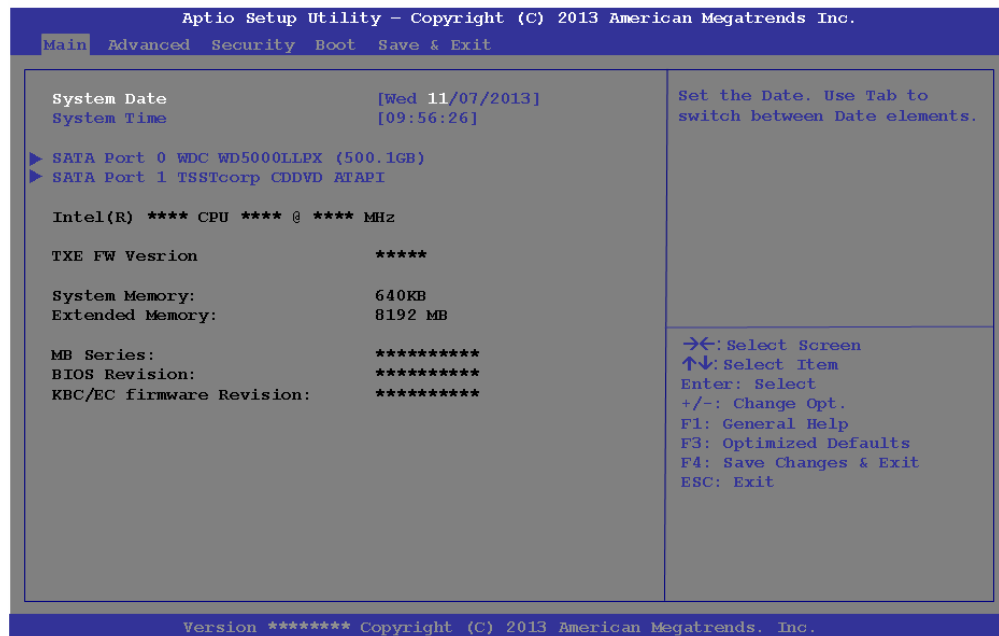 Aptio Setup Utility – Copyright (C) 2013 American Megatrends Inc.
Main Advanced Security Boot Save & Exit
System Date [Wed 11/07/2013]
System Time [09:56:26]
▶ SATA Port 0 WDC WD5000LLPX (500.1GB)
▶ SATA Port 1 TSSTcorp CDDVD ATAPI
Intel(R) **** CPU **** @ **** MHz
TXE FW Vesrion *****
System Memory: 640KB
Extended Memory: 8192 MB
MB Series: **********
BIOS Revision: **********
KBC/EC firmware Revision: **********
Set the Date. Use Tab to
switch between Date elements.
→←: Select Screen
↑↓: Select Item
Enter: Select
+/-: Change Opt.
F1: General Help
F3: Optimized Defaults
F4: Save Changes & Exit
ESC: Exit
Version ******** Copyright (C) 2013 American Megatrends. Inc.